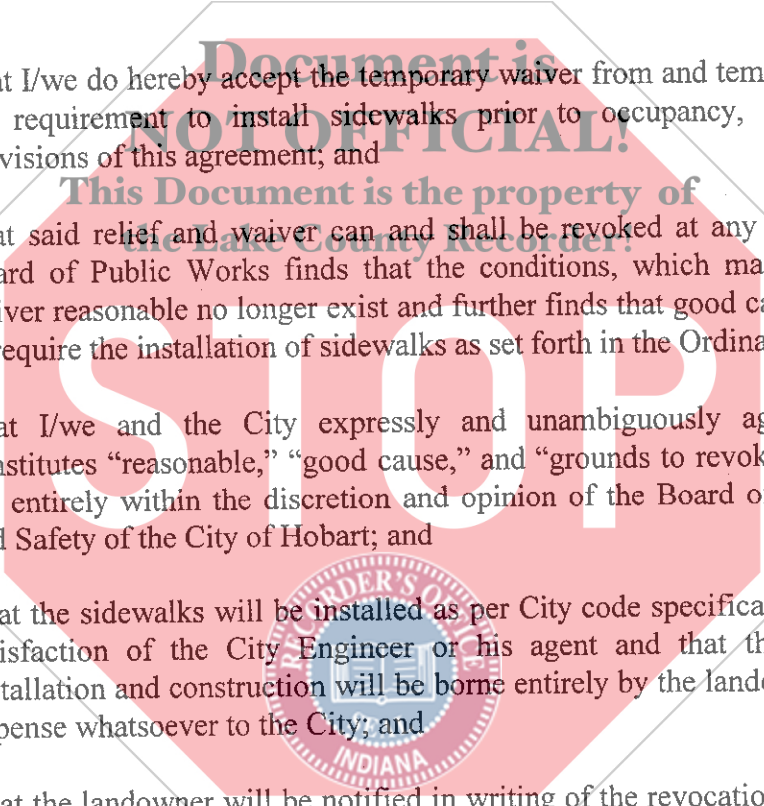 Document is
at I/we do hereby accept the temporary waiver from and tem
requirement to install sidewalks prior to occupancy,
NOT OFFICIAL!
visions of this agreement; and
This Document is the property of
at said relief and waiver can and shall be revoked at any
the Lake County Recorder!
ard of Public Works finds that the conditions, which ma
iver reasonable no longer exist and further finds that good ca
require the installation of sidewalks as set forth in the Ordina
STOP
at I/we and the City expressly and unambiguously ag
nstitutes “reasonable,” “good cause,” and “grounds to revok
entirely within the discretion and opinion of the Board o
d Safety of the City of Hobart; and
RECORDER'S OFFICE
at the sidewalks will be installed as per City code specifica
isfaction of the City Engineer or his agent and that th
tallation and construction will be borne entirely by the lando
pense whatsoever to the City; and
INDIANA
at the landowner will be notified in writing of the revocatio